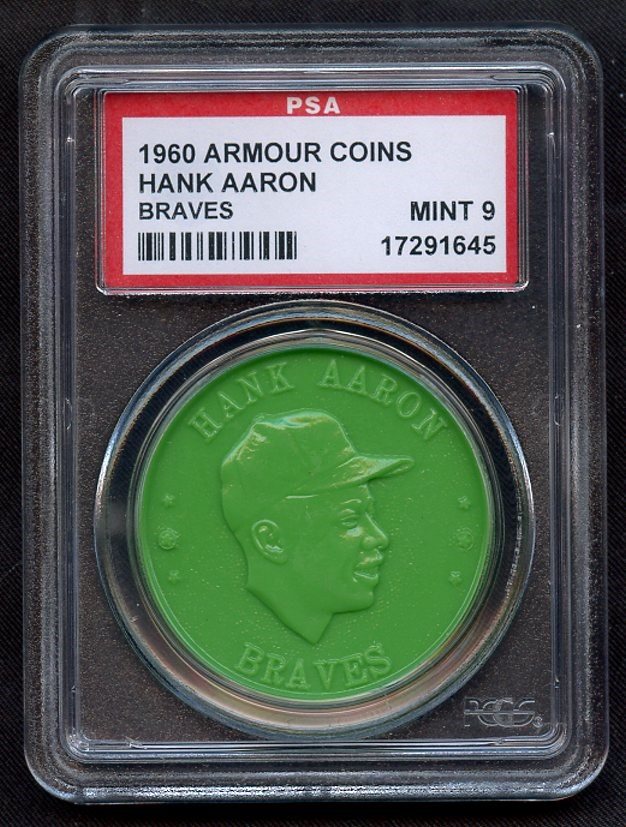 PSA
1960 ARMOUR COINS
HANK AARON
BRAVES MINT 9
17291645
HANK AARON
BRAVES
PCGS